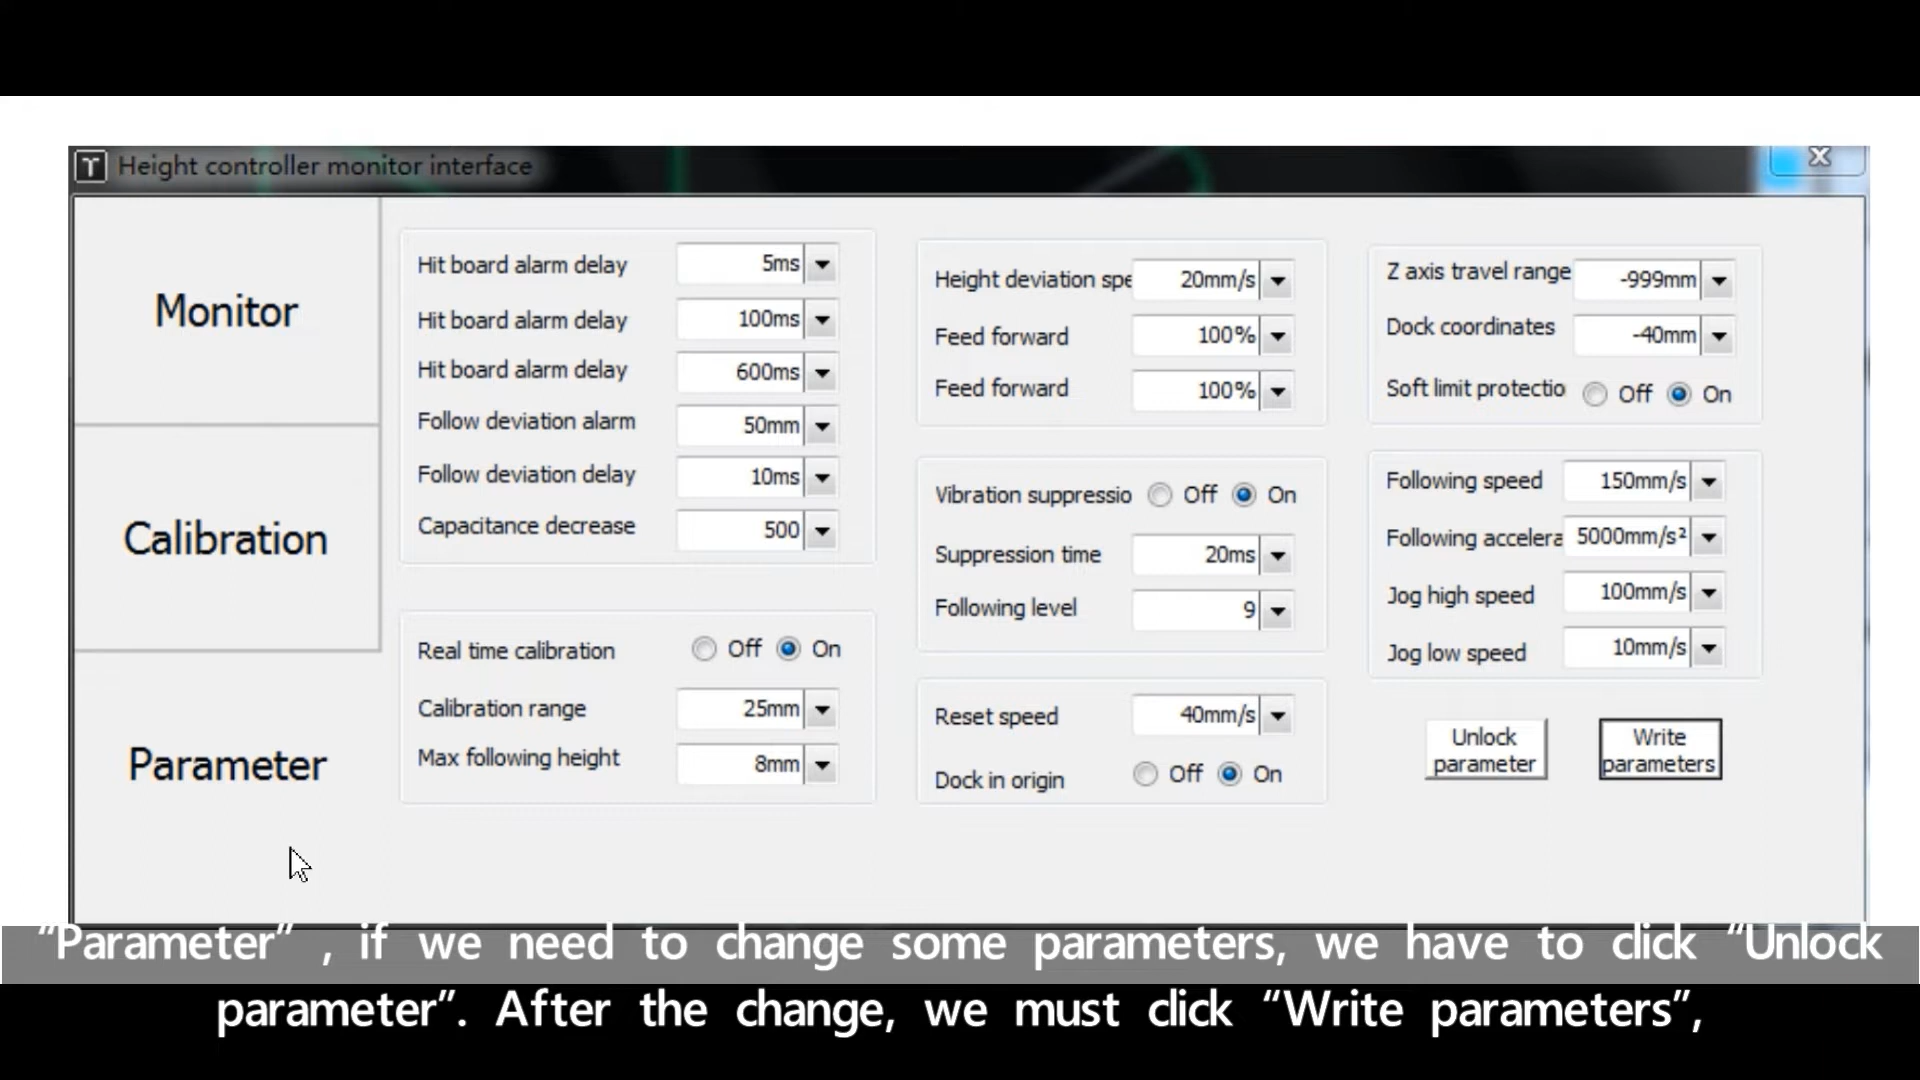 Height controller monitor interface
Monitor
Calibration
Parameter
Hit board alarm delay 5ms
Hit board alarm delay 100ms
Hit board alarm delay 600ms
Follow deviation alarm 50mm
Follow deviation delay 10ms
Capacitance decrease 500
Real time calibration Off On
Calibration range 25mm
Max following height 8mm
Height deviation spe 20mm/s
Feed forward 100%
Feed forward 100%
Vibration suppressio Off On
Suppression time 20ms
Following level 9
Reset speed 40mm/s
Dock in origin Off On
Z axis travel range -999mm
Dock coordinates -40mm
Soft limit protectio Off On
Following speed 150mm/s
Following accelera 5000mm/s²
Jog high speed 100mm/s
Jog low speed 10mm/s
Unlock
parameter
Write
parameters
“Parameter” , if we need to change some parameters, we have to click “Unlock
parameter”. After the change, we must click “Write parameters”,